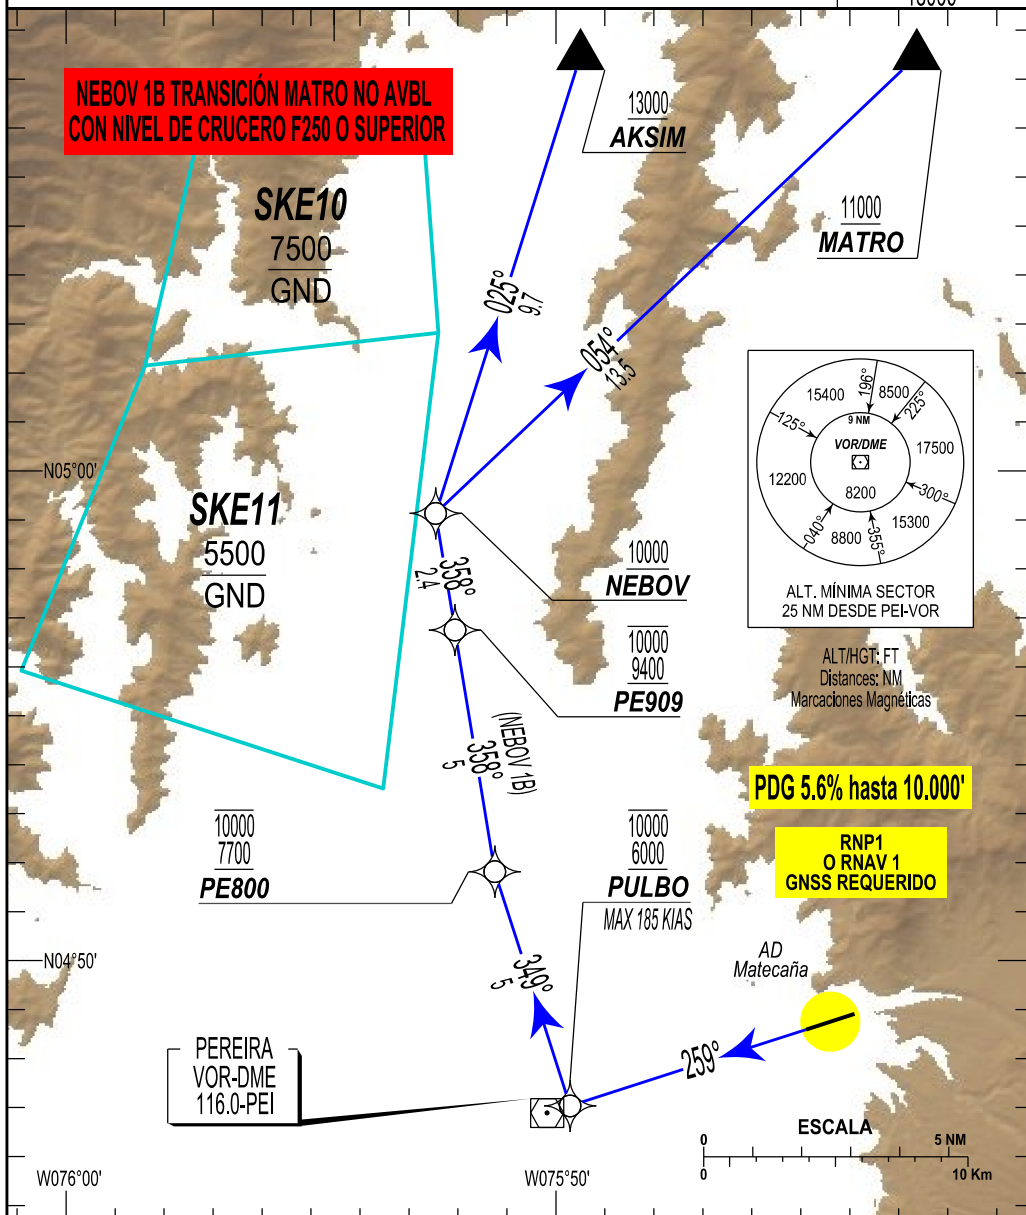 NEBOV 1B TRANSICIÓN MATRO NO AVBL
CON NIVEL DE CRUCERO F250 O SUPERIOR
13000
AKSIM
SKE10
7500
GND
11000
MATRO
025°
9.7
054°
13.5
15400
196°
8500
225°
125°
9 NM
VOR/DME
17500
12200
8200
300°
040°
8800
355°
15300
ALT. MÍNIMA SECTOR
25 NM DESDE PEI-VOR
N05°00'
SKE11
5500
GND
10000
NEBOV
358°
2.4
10000
9400
PE909
ALT/HGT: FT
Distances: NM
Marcaciones Magnéticas
(NEBOV 1B)
358°
5
PDG 5.6% hasta 10.000'
10000
7700
PE800
10000
6000
PULBO
MAX 185 KIAS
RNP1
O RNAV 1
GNSS REQUERIDO
N04°50'
349°
5
AD
Matecaña
PEREIRA
VOR-DME
116.0-PEI
259°
ESCALA
0
5 NM
0
10 Km
W076°00'
W075°50'